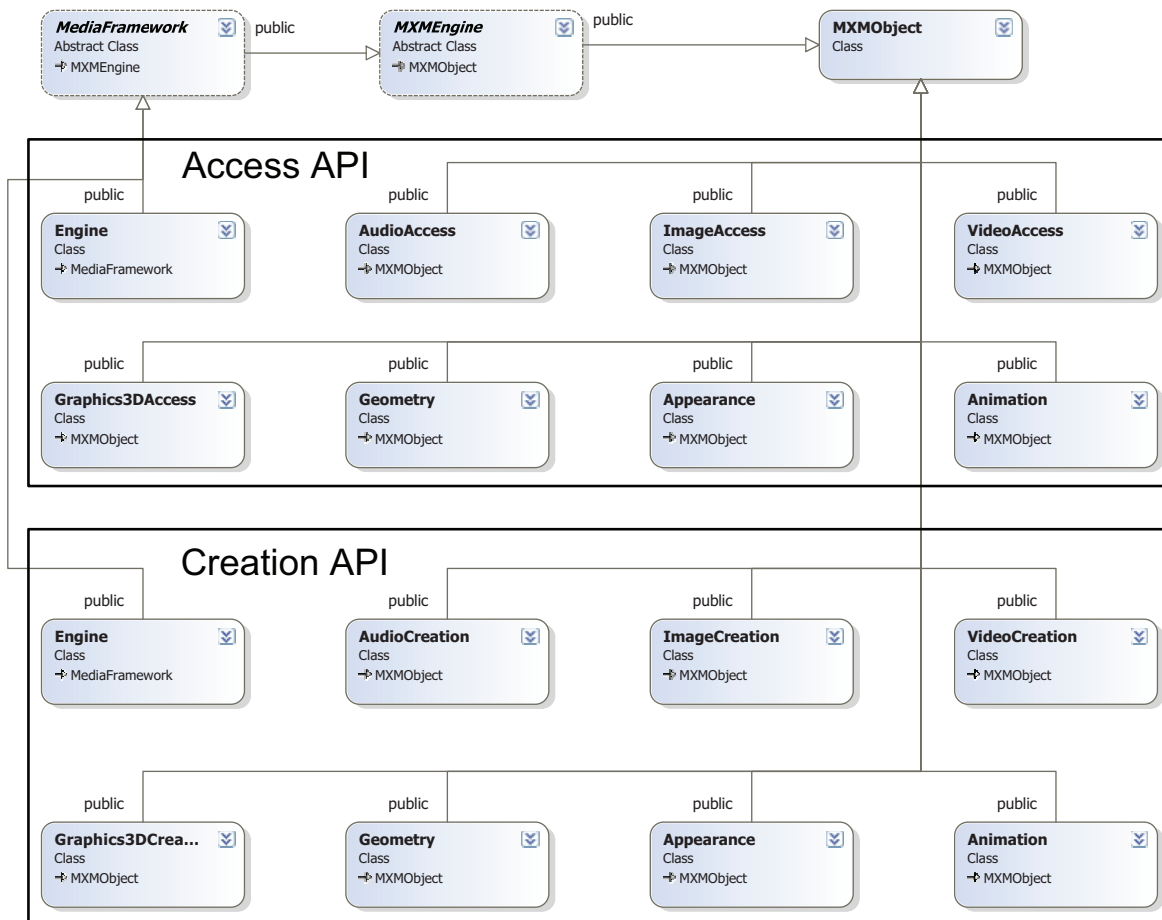 MediaFramework
Abstract Class
MXMEngine
public
MXMEngine
Abstract Class
MXMObject
public
MXMObject
Class
Access API
public
public
public
public
Engine
Class
MediaFramework
AudioAccess
Class
MXMObject
ImageAccess
Class
MXMObject
VideoAccess
Class
MXMObject
public
public
public
public
Graphics3DAccess
Class
MXMObject
Geometry
Class
MXMObject
Appearance
Class
MXMObject
Animation
Class
MXMObject
Creation API
public
public
public
public
Engine
Class
MediaFramework
AudioCreation
Class
MXMObject
ImageCreation
Class
MXMObject
VideoCreation
Class
MXMObject
public
public
public
public
Graphics3DCrea...
Class
MXMObject
Geometry
Class
MXMObject
Appearance
Class
MXMObject
Animation
Class
MXMObject